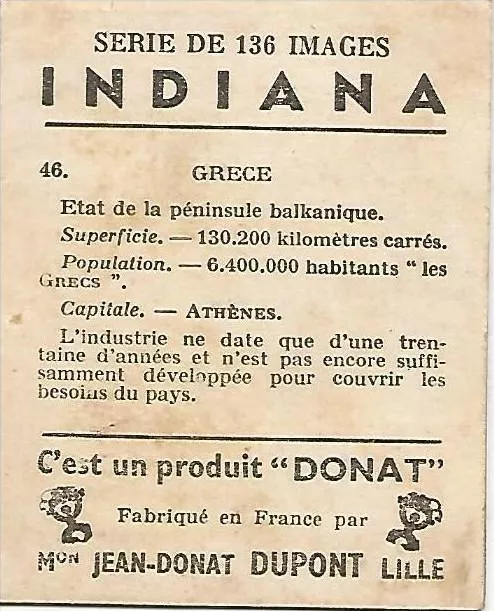 SERIE DE 136 IMAGES
INDIANA
46. GRECE
Etat de la péninsule balkanique.
Superficie. — 130.200 kilomètres carrés.
Population. — 6.400.000 habitants “ les
GRECS ”.
Capitale. — ATHÈNES.
L'industrie ne date que d'une tren-
taine d'années et n'est pas encore suffi-
samment développée pour couvrir les
besoins du pays.
C'est un produit “DONAT”
Fabriqué en France par
Mon JEAN-DONAT DUPONT LILLE